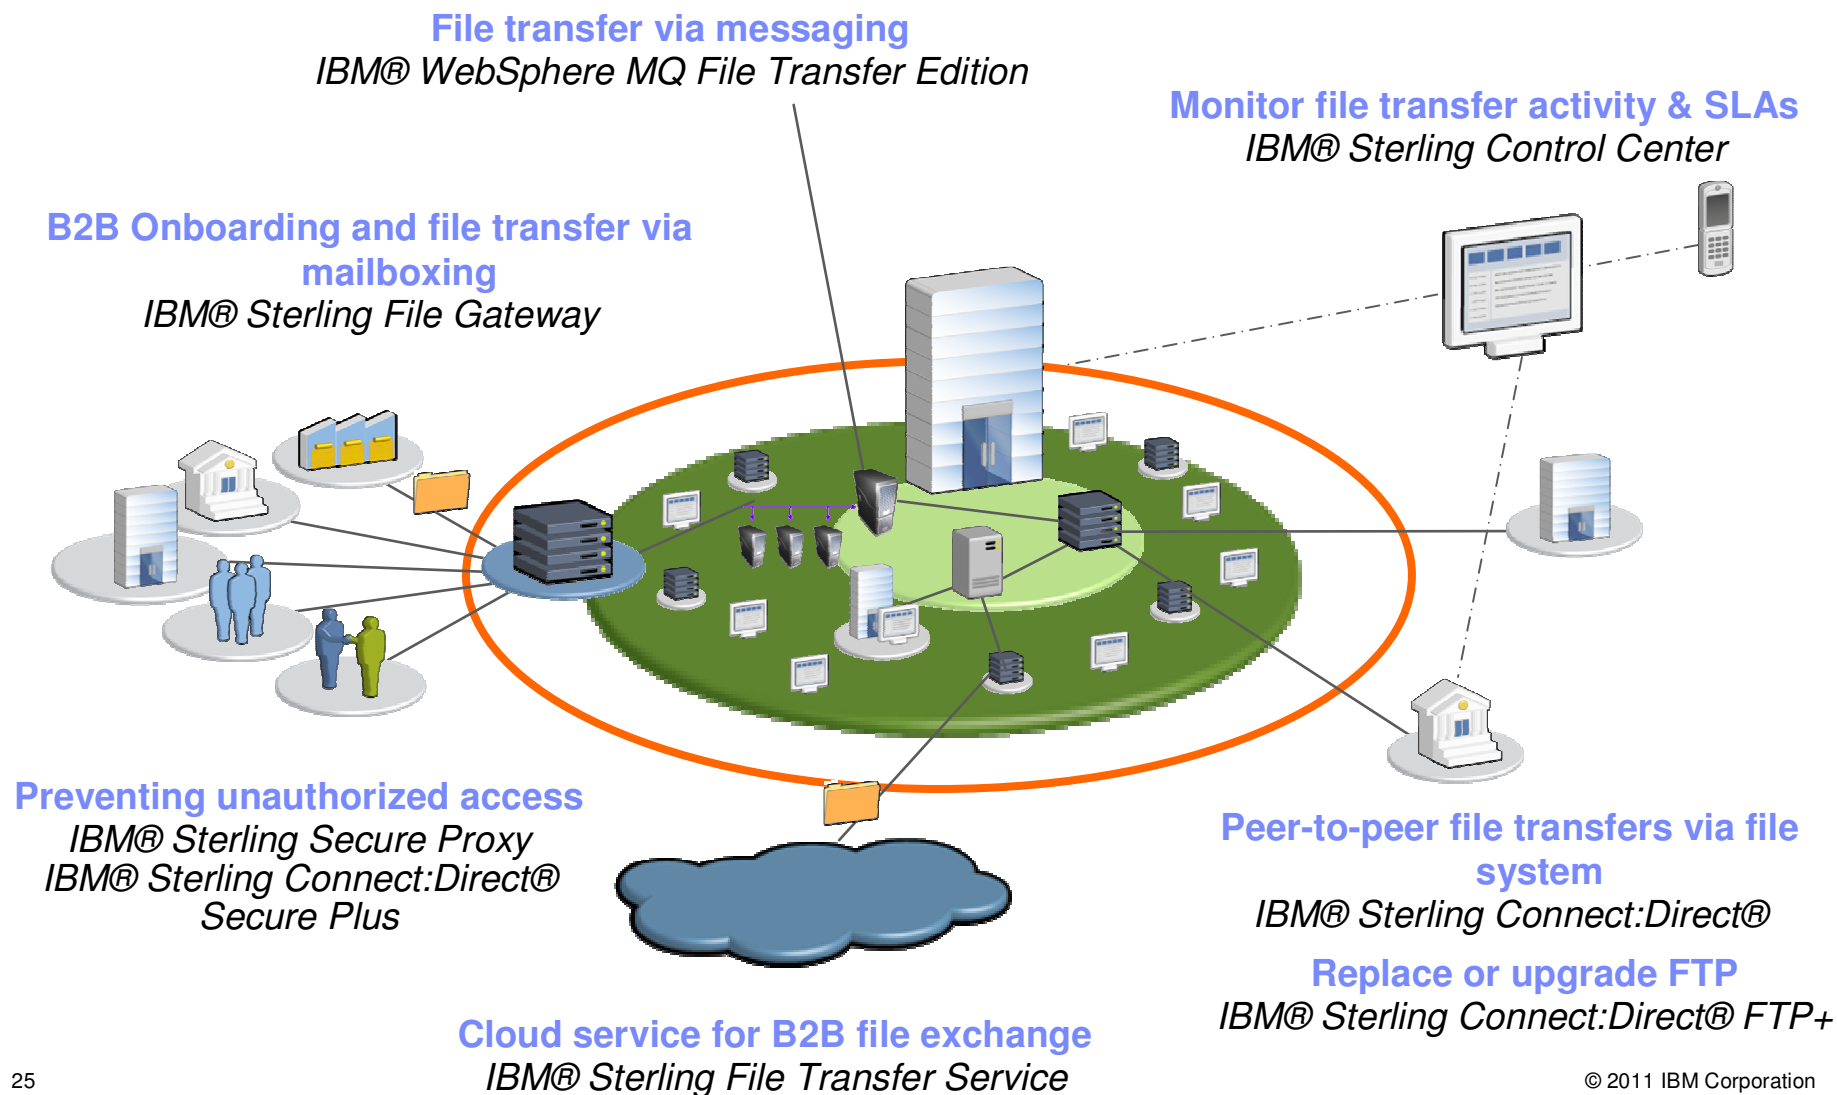 File transfer via messaging
IBM® WebSphere MQ File Transfer Edition
Monitor file transfer activity & SLAs
IBM® Sterling Control Center
B2B Onboarding and file transfer via
mailboxing
IBM® Sterling File Gateway
Preventing unauthorized access
IBM® Sterling Secure Proxy
IBM® Sterling Connect:Direct®
Secure Plus
Peer-to-peer file transfers via file
system
IBM® Sterling Connect:Direct®
Replace or upgrade FTP
IBM® Sterling Connect:Direct® FTP+
Cloud service for B2B file exchange
IBM® Sterling File Transfer Service
25
© 2011 IBM Corporation